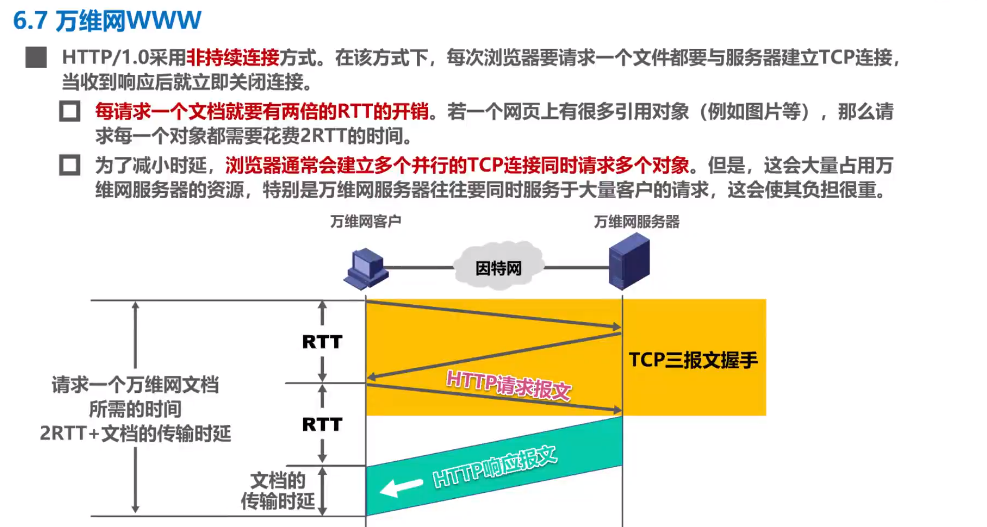 6.7 万维网WWW
HTTP/1.0采用非持续连接方式。在该方式下，每次浏览器要请求一个文件都要与服务器建立TCP连接，
当收到响应后就立即关闭连接。
每请求一个文档就要有两倍的RTT的开销。若一个网页上有很多引用对象（例如图片等），那么请
求每一个对象都需要花费2RTT的时间。
为了减小时延，浏览器通常会建立多个并行的TCP连接同时请求多个对象。但是，这会大量占用万
维网服务器的资源，特别是万维网服务器往往要同时服务于大量客户的请求，这会使其负担很重。
万维网客户
万维网服务器
因特网
RTT
TCP三报文握手
HTTP请求报文
请求一个万维网文档
所需的时间
2RTT+文档的传输时延
RTT
HTTP响应报文
文档的
传输时延